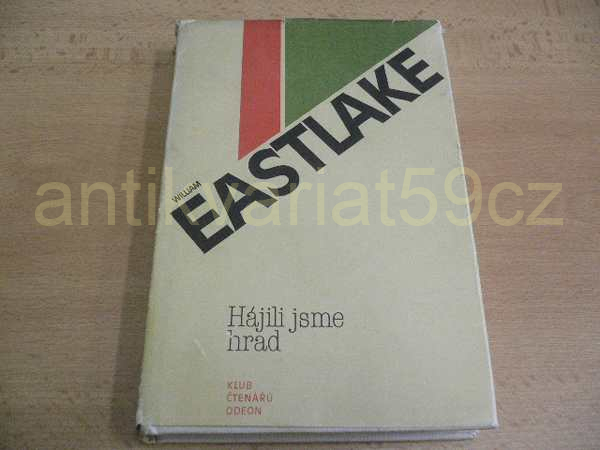 WILLIAM
EASTLAKE
antikvariat59cz
Hájili jsme
hrad
KLUB
ČTENÁŘŮ
ODEON